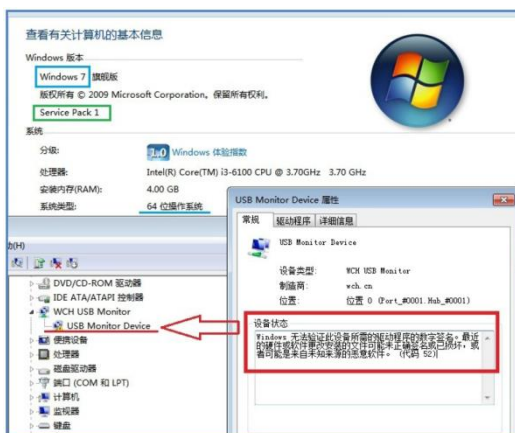 查看有关计算机的基本信息
Windows 版本
Windows 7 旗舰版
版权所有 © 2009 Microsoft Corporation。保留所有权利。
Service Pack 1
系统
分级:
1.0 Windows 体验指数
处理器: Intel(R) Core(TM) i3-6100 CPU @ 3.70GHz 3.70 GHz
安装内存(RAM): 4.00 GB
系统类型: 64 位操作系统
(H)
DVD/CD-ROM 驱动器
IDE ATA/ATAPI 控制器
WCH USB Monitor
USB Monitor Device
便携设备
处理器
磁盘驱动器
端口 (COM 和 LPT)
计算机
监视器
键盘
USB Monitor Device 属性
常规 驱动程序 详细信息
USB Monitor Device
设备类型: WCH USB Monitor
制造商: wch.cn
位置: 位置 0 (Port_#0001.Hub_#0001)
设备状态
Windows 无法验证此设备所需的驱动程序的数字签名。最近
的硬件或软件更改安装的文件可能未正确签名或已损坏，或
者可能是来自未知来源的恶意软件。 (代码 52)